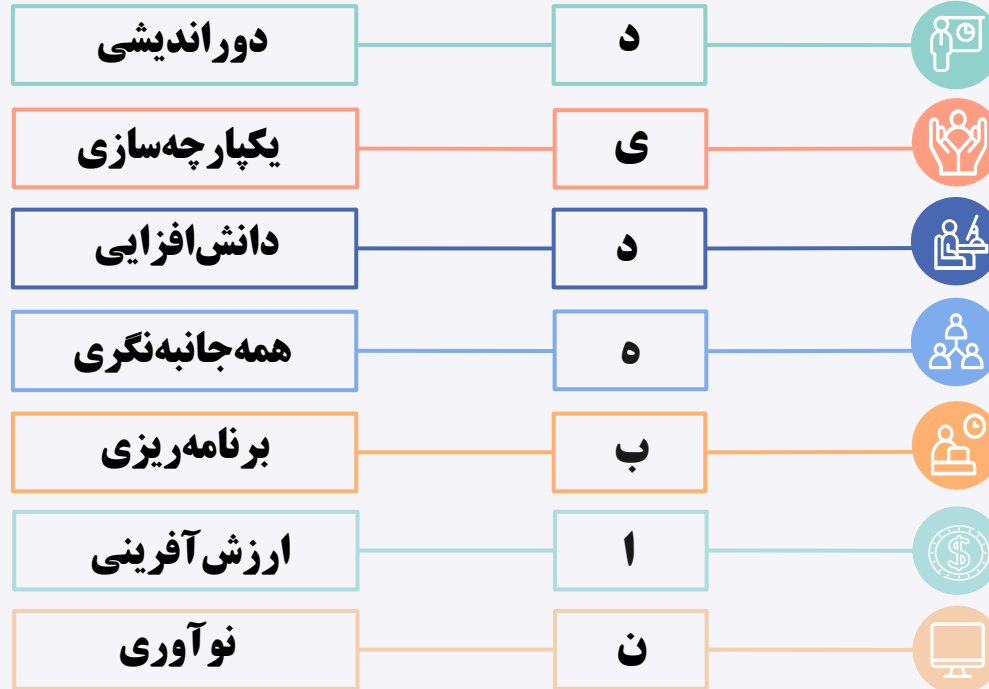 د دوراندیشی
ی یکپارچه‌سازی
د دانش‌افزایی
ه همه‌جانبه‌نگری
ب برنامه‌ریزی
ا ارزش‌آفرینی
ن نوآوری